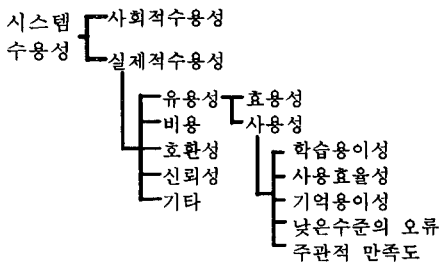 시스템
수용성
사회적수용성
실제적수용성
유용성
효용성
비용
사용성
호환성
신뢰성
기타
학습용이성
사용효율성
기억용이성
낮은수준의 오류
주관적 만족도